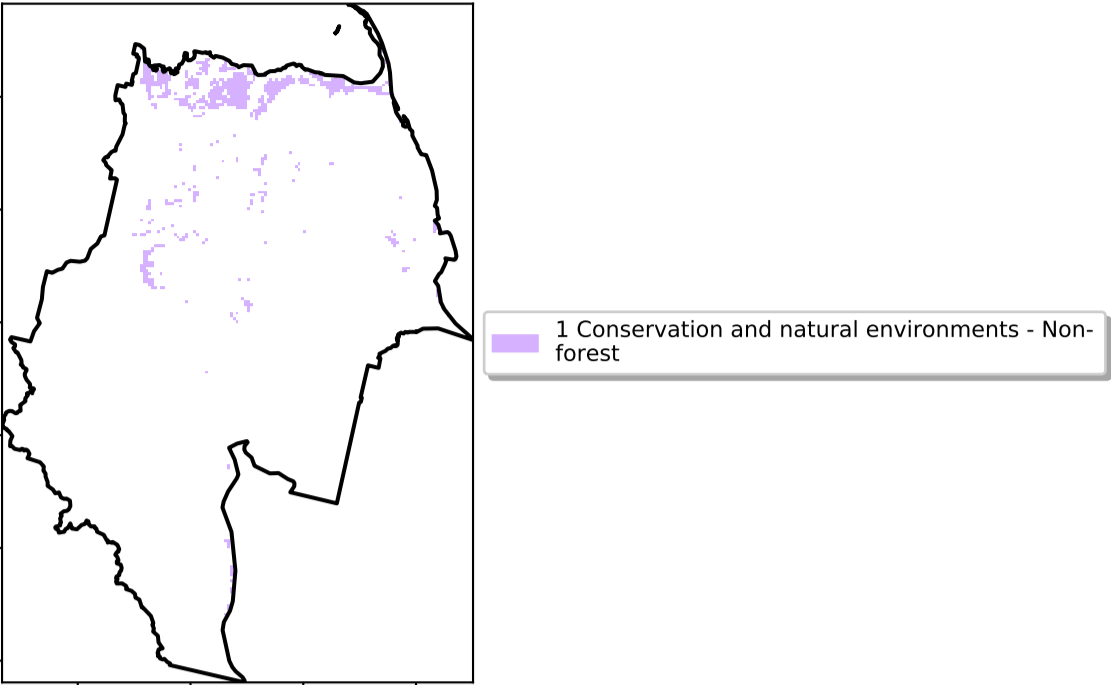 1 Conservation and natural environments - Non-
forest